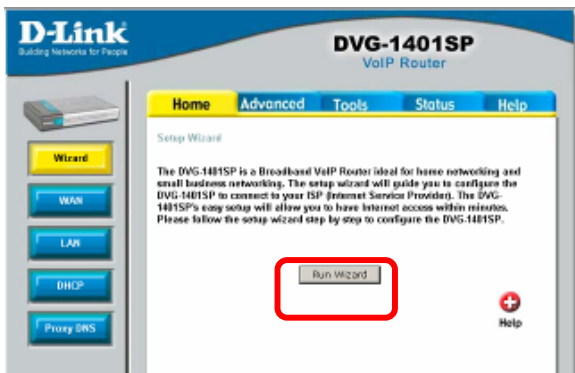 D-Link
Building Networks for People
DVG-1401SP
VoIP Router
Home Advanced Tools Status Help
Setup Wizard
The DVG-1401SP is a Broadband VoIP Router ideal for home networking and
small business networking. The setup wizard will guide you to configure the
DVG-1401SP to connect to your ISP (Internet Service Provider). The DVG-
1401SP's easy setup will allow you to have Internet access within minutes.
Please follow the setup wizard step by step to configure the DVG-1401SP.
Run Wizard
Help
Wizard
WAN
LAN
DHCP
Proxy DNS